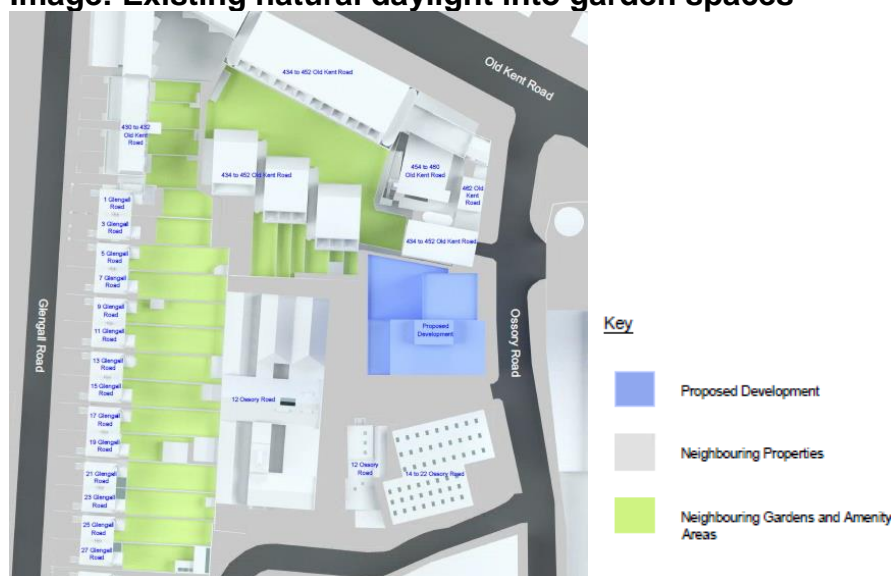 Image: Existing natural daylight into garden spaces
Old Kent Road
434 to 452 Old Kent Road
430 to 432
Old Kent
Road
434 to 452 Old Kent Road
454 to 460
Old Kent Road
462 Old
Kent
Road
434 to 452 Old Kent Road
1 Glengall
Road
3 Glengall
Road
5 Glengall
Road
7 Glengall
Road
9 Glengall
Road
11 Glengall
Road
13 Glengall
Road
15 Glengall
Road
17 Glengall
Road
19 Glengall
Road
21 Glengall
Road
23 Glengall
Road
25 Glengall
Road
27 Glengall
Road
Glengall Road
Proposed
Development
Ossory Road
12 Ossory Road
12 Ossory
Road
14 to 22 Ossory Road
Key
Proposed Development
Neighbouring Properties
Neighbouring Gardens and Amenity
Areas